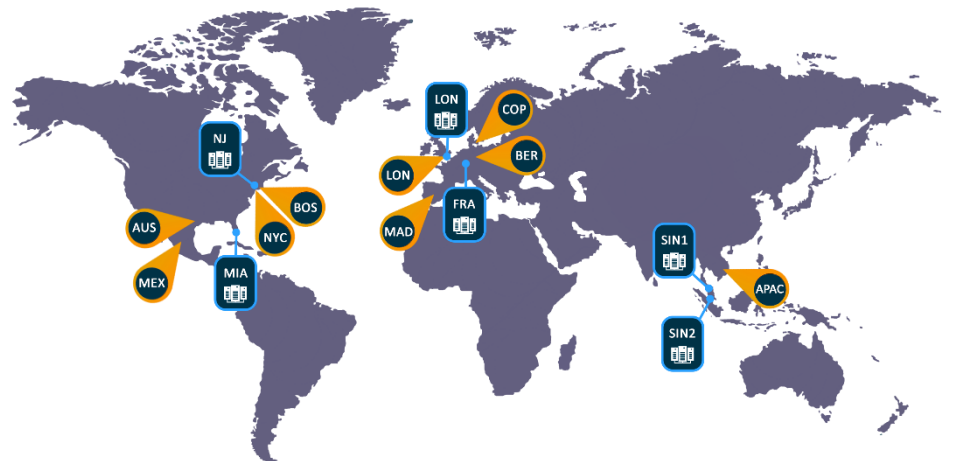 LON
COP
NJ
BER
LON
FRA
BOS
MAD
AUS
NYC
SIN1
MIA
MEX
APAC
SIN2